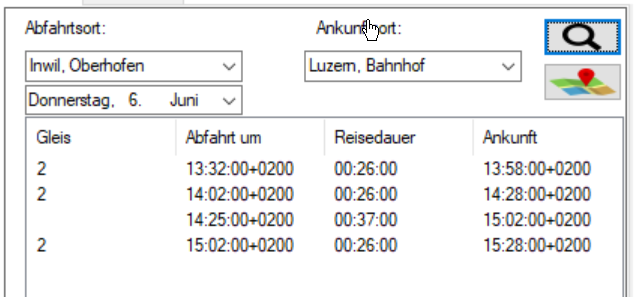 Abfahrtsort: Ankunftsort:
Inwil, Oberhofen Luzern, Bahnhof
Donnerstag, 6. Juni
Gleis Abfahrt um Reisedauer Ankunft
2 13:32:00+0200 00:26:00 13:58:00+0200
2 14:02:00+0200 00:26:00 14:28:00+0200
14:25:00+0200 00:37:00 15:02:00+0200
2 15:02:00+0200 00:26:00 15:28:00+0200